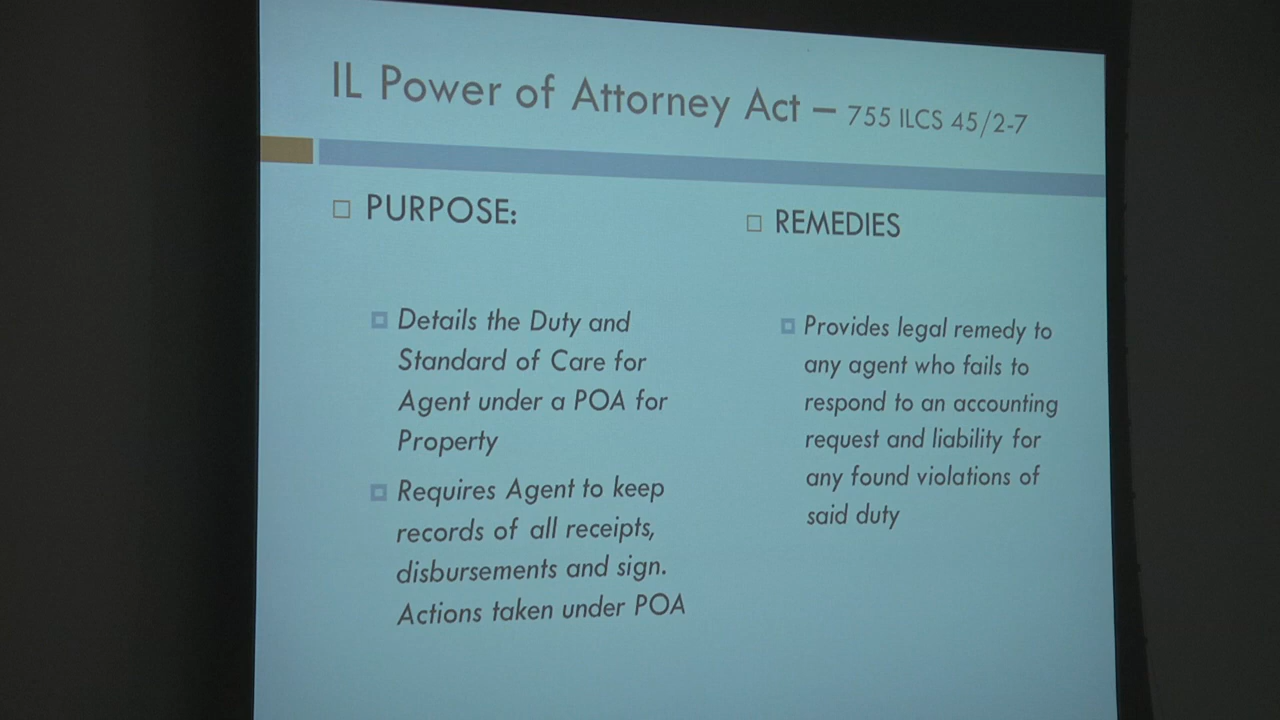 IL Power of Attorney Act – 755 ILCS 45/2-7
PURPOSE:
Details the Duty and
Standard of Care for
Agent under a POA for
Property
Requires Agent to keep
records of all receipts,
disbursements and sign.
Actions taken under POA
REMEDIES
Provides legal remedy to
any agent who fails to
respond to an accounting
request and liability for
any found violations of
said duty